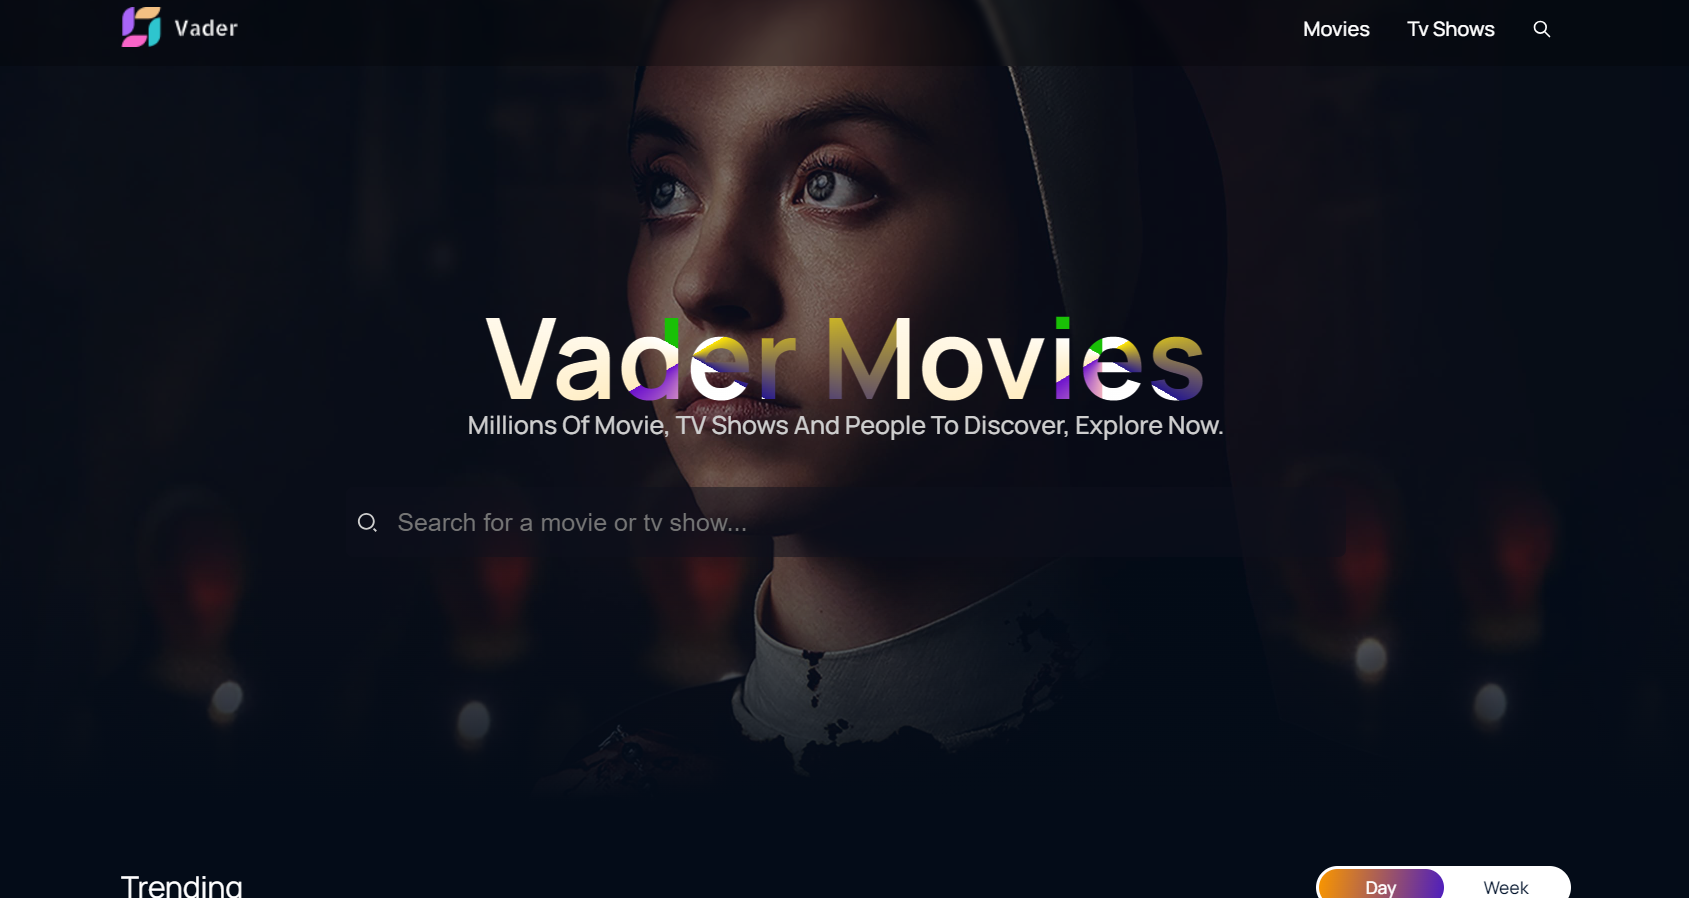 Vader
Movies
Tv Shows
Vader Movies
Millions Of Movie, TV Shows And People To Discover, Explore Now.
Search for a movie or tv show...
Trending
Day
Week